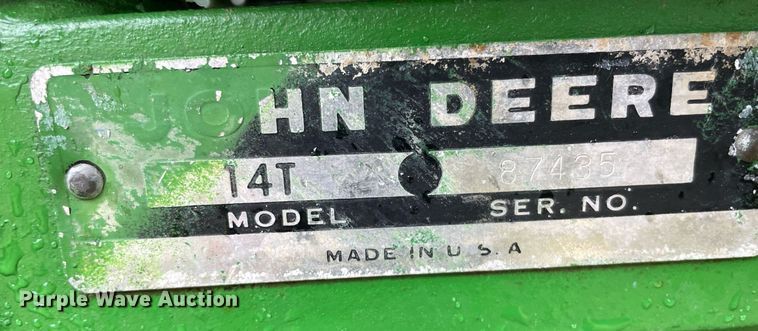 JOHN DEERE
14T 87435
MODEL SER. NO.
MADE IN U S A
Purple Wave Auction